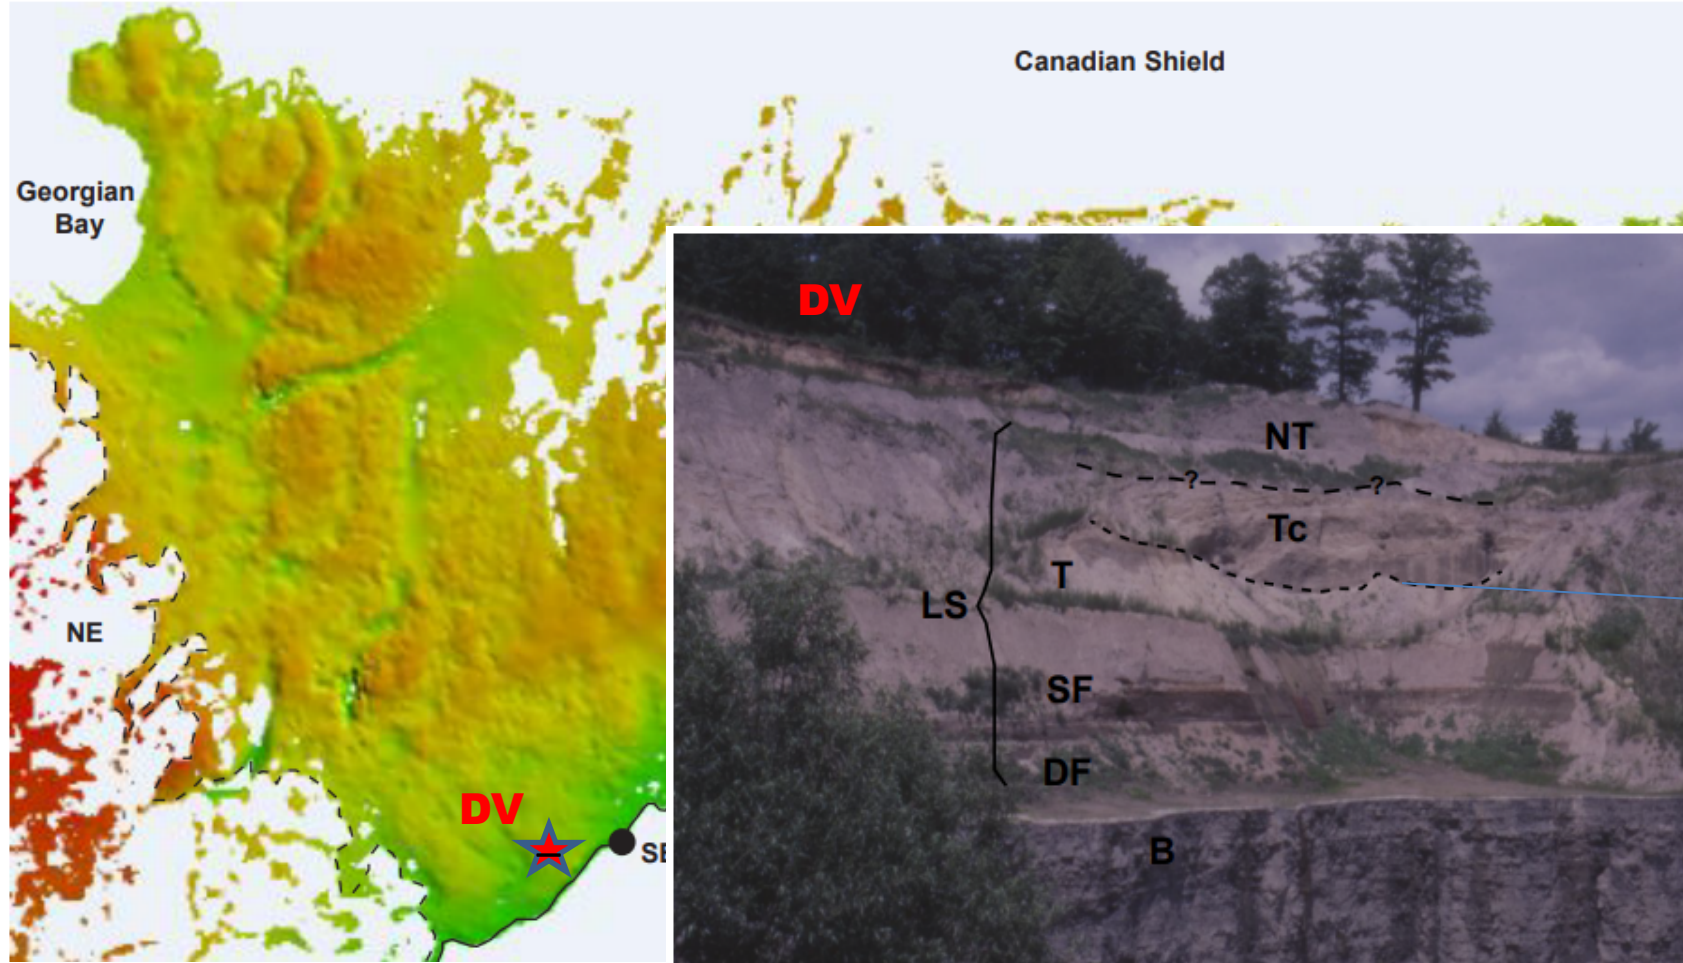 Canadian Shield
Georgian
Bay
NE
DV
DV
NT
?
?
Tc
T
LS
SF
DF
B